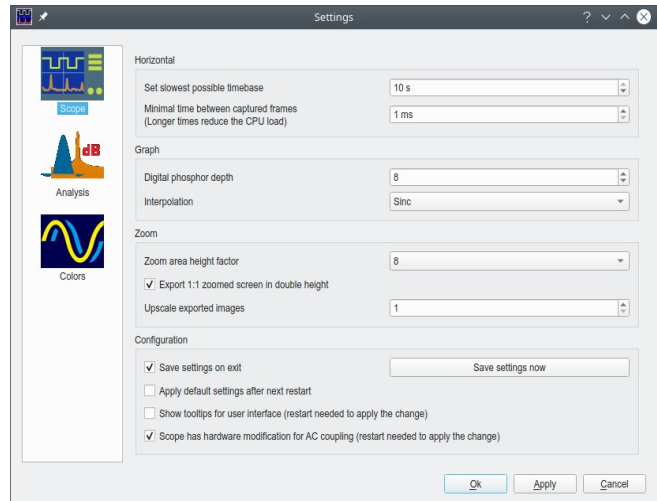 Settings
?
Horizontal
Scope
Set slowest possible timebase
10 s
Minimal time between captured frames
(Longer times reduce the CPU load)
1 ms
Graph
dB
Analysis
Digital phosphor depth
8
Interpolation
Sinc
Zoom
Colors
Zoom area height factor
8
Export 1:1 zoomed screen in double height
Upscale exported images
1
Configuration
Save settings on exit
Save settings now
Apply default settings after next restart
Show tooltips for user interface (restart needed to apply the change)
Scope has hardware modification for AC coupling (restart needed to apply the change)
Ok
Apply
Cancel